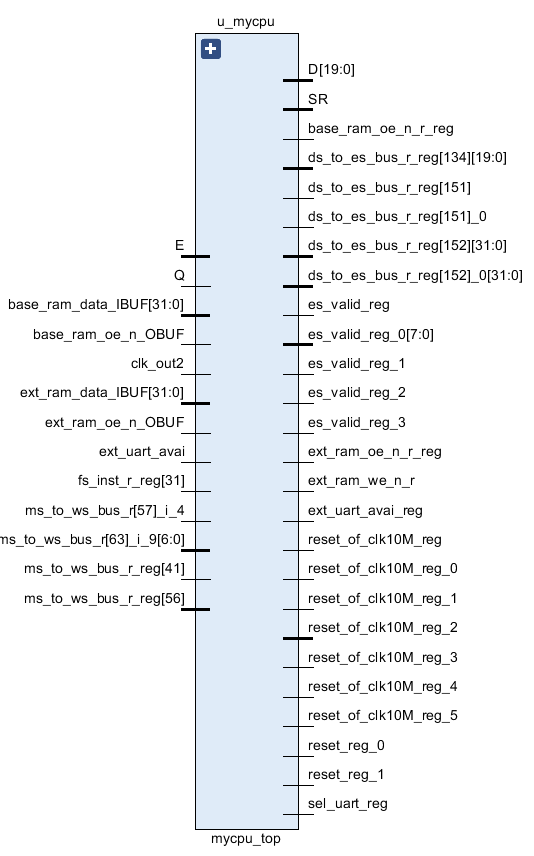 u_mycpu
E
Q
base_ram_data_IBUF[31:0]
base_ram_oe_n_OBUF
clk_out2
ext_ram_data_IBUF[31:0]
ext_ram_oe_n_OBUF
ext_uart_avai
fs_inst_r_reg[31]
ms_to_ws_bus_r[57]_i_4
ms_to_ws_bus_r[63]_i_9[6:0]
ms_to_ws_bus_r_reg[41]
ms_to_ws_bus_r_reg[56]
D[19:0]
SR
base_ram_oe_n_r_reg
ds_to_es_bus_r_reg[134][19:0]
ds_to_es_bus_r_reg[151]
ds_to_es_bus_r_reg[151]_0
ds_to_es_bus_r_reg[152][31:0]
ds_to_es_bus_r_reg[152]_0[31:0]
es_valid_reg
es_valid_reg_0[7:0]
es_valid_reg_1
es_valid_reg_2
es_valid_reg_3
ext_ram_oe_n_r_reg
ext_ram_we_n_r
ext_uart_avai_reg
reset_of_clk10M_reg
reset_of_clk10M_reg_0
reset_of_clk10M_reg_1
reset_of_clk10M_reg_2
reset_of_clk10M_reg_3
reset_of_clk10M_reg_4
reset_of_clk10M_reg_5
reset_reg_0
reset_reg_1
sel_uart_reg
mycpu_top